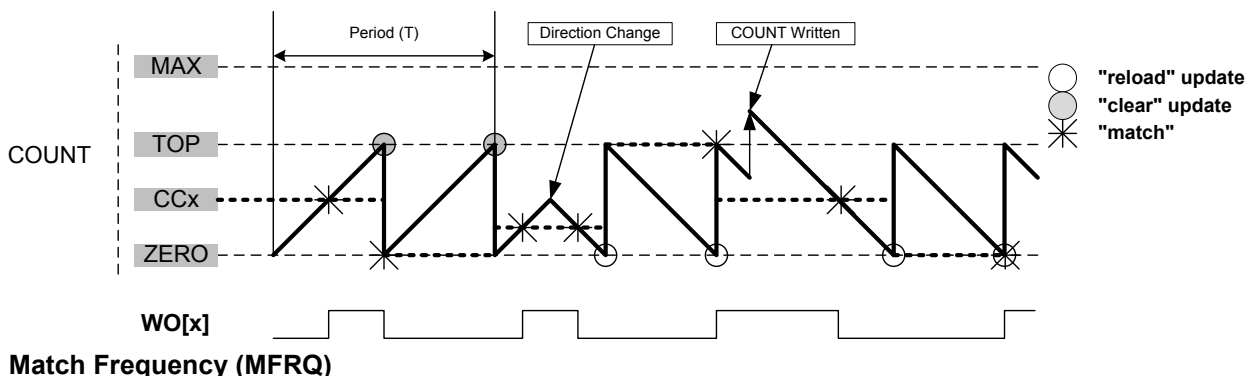 Period (T)
Direction Change
COUNT Written
MAX
"reload" update
"clear" update
TOP
"match"
COUNT
CCx
ZERO
WO[x]
Match Frequency (MFRQ)